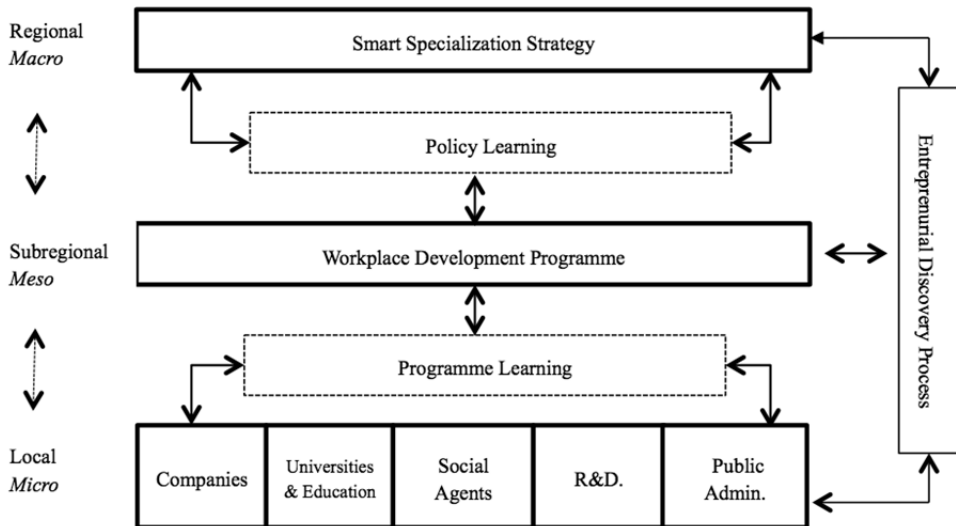 Regional
Macro
Smart Specialization Strategy
Policy Learning
Subregional
Meso
Workplace Development Programme
Programme Learning
Local
Micro
Companies
Universities
& Education
Social
Agents
R&D.
Public
Admin.
Entreprenurial Discovery Process